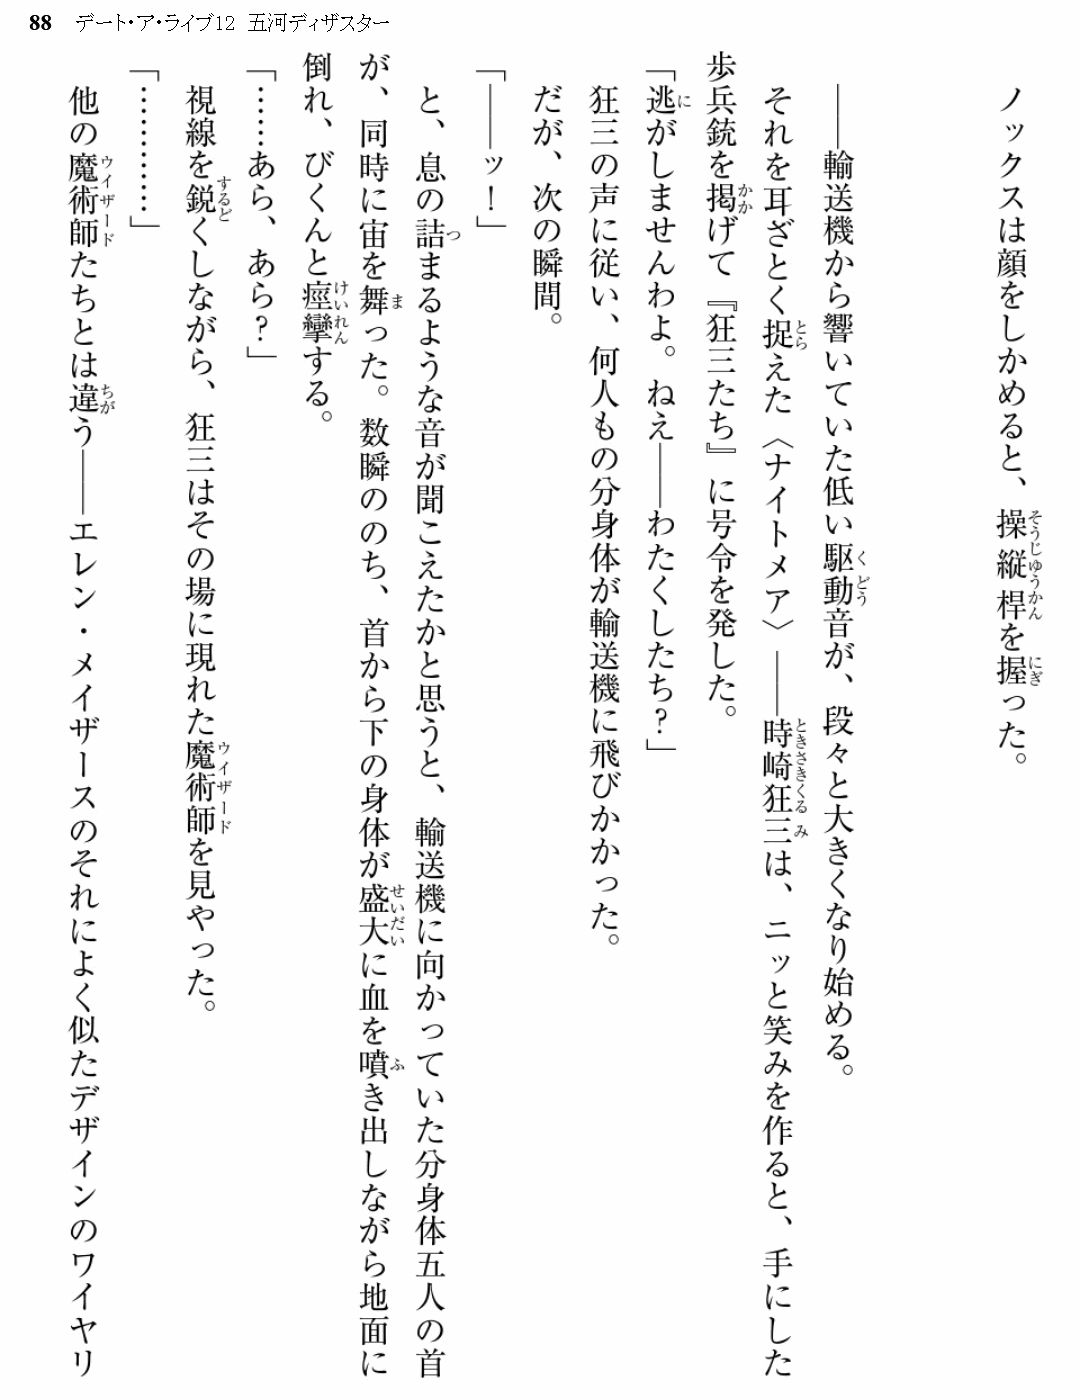 88 デート・ア・ライブ12 五河ディザスター
ノックスは顔をしかめると、操縦桿を握った。
――輸送機から響いていた低い駆動音が、段々と大きくなり始める。
それを耳ざとく捉えた〈ナイトメア〉――時崎狂三は、ニッと笑みを作ると、手にした
歩兵銃を掲げて『狂三たち』に号令を発した。
「逃がしませんわよ。ねえ――わたくしたち？」
狂三の声に従い、何人もの分身体が輸送機に飛びかかった。
だが、次の瞬間。
「――ッ！」
と、息の詰まるような音が聞こえたかと思うと、輸送機に向かっていた分身体五人の首
が、同時に宙を舞った。数瞬ののち、首から下の身体が盛大に血を噴き出しながら地面に
倒れ、びくんと痙攣する。
「……あら、あら？」
視線を鋭くしながら、狂三はその場に現れた魔術師を見やった。
「…………」
他の魔術師たちとは違う――エレン・メイザースのそれによく似たデザインのワイヤリ